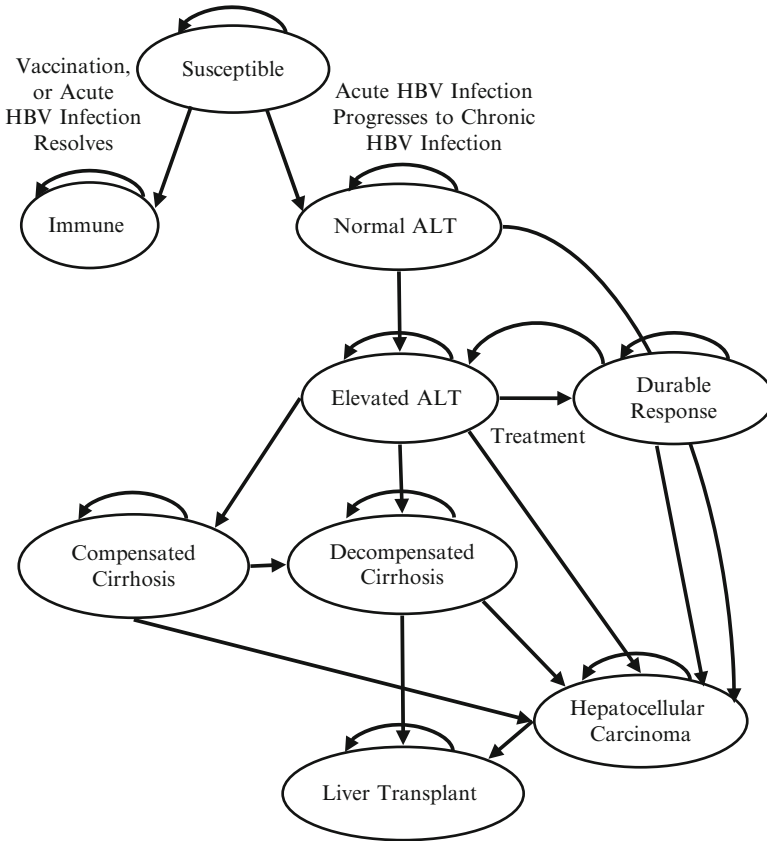 Susceptible
Vaccination,
or Acute
HBV Infection
Resolves
Acute HBV Infection
Progresses to Chronic
HBV Infection
Immune
Normal ALT
Elevated ALT
Durable
Response
Treatment
Compensated
Cirrhosis
Decompensated
Cirrhosis
Hepatocellular
Carcinoma
Liver Transplant